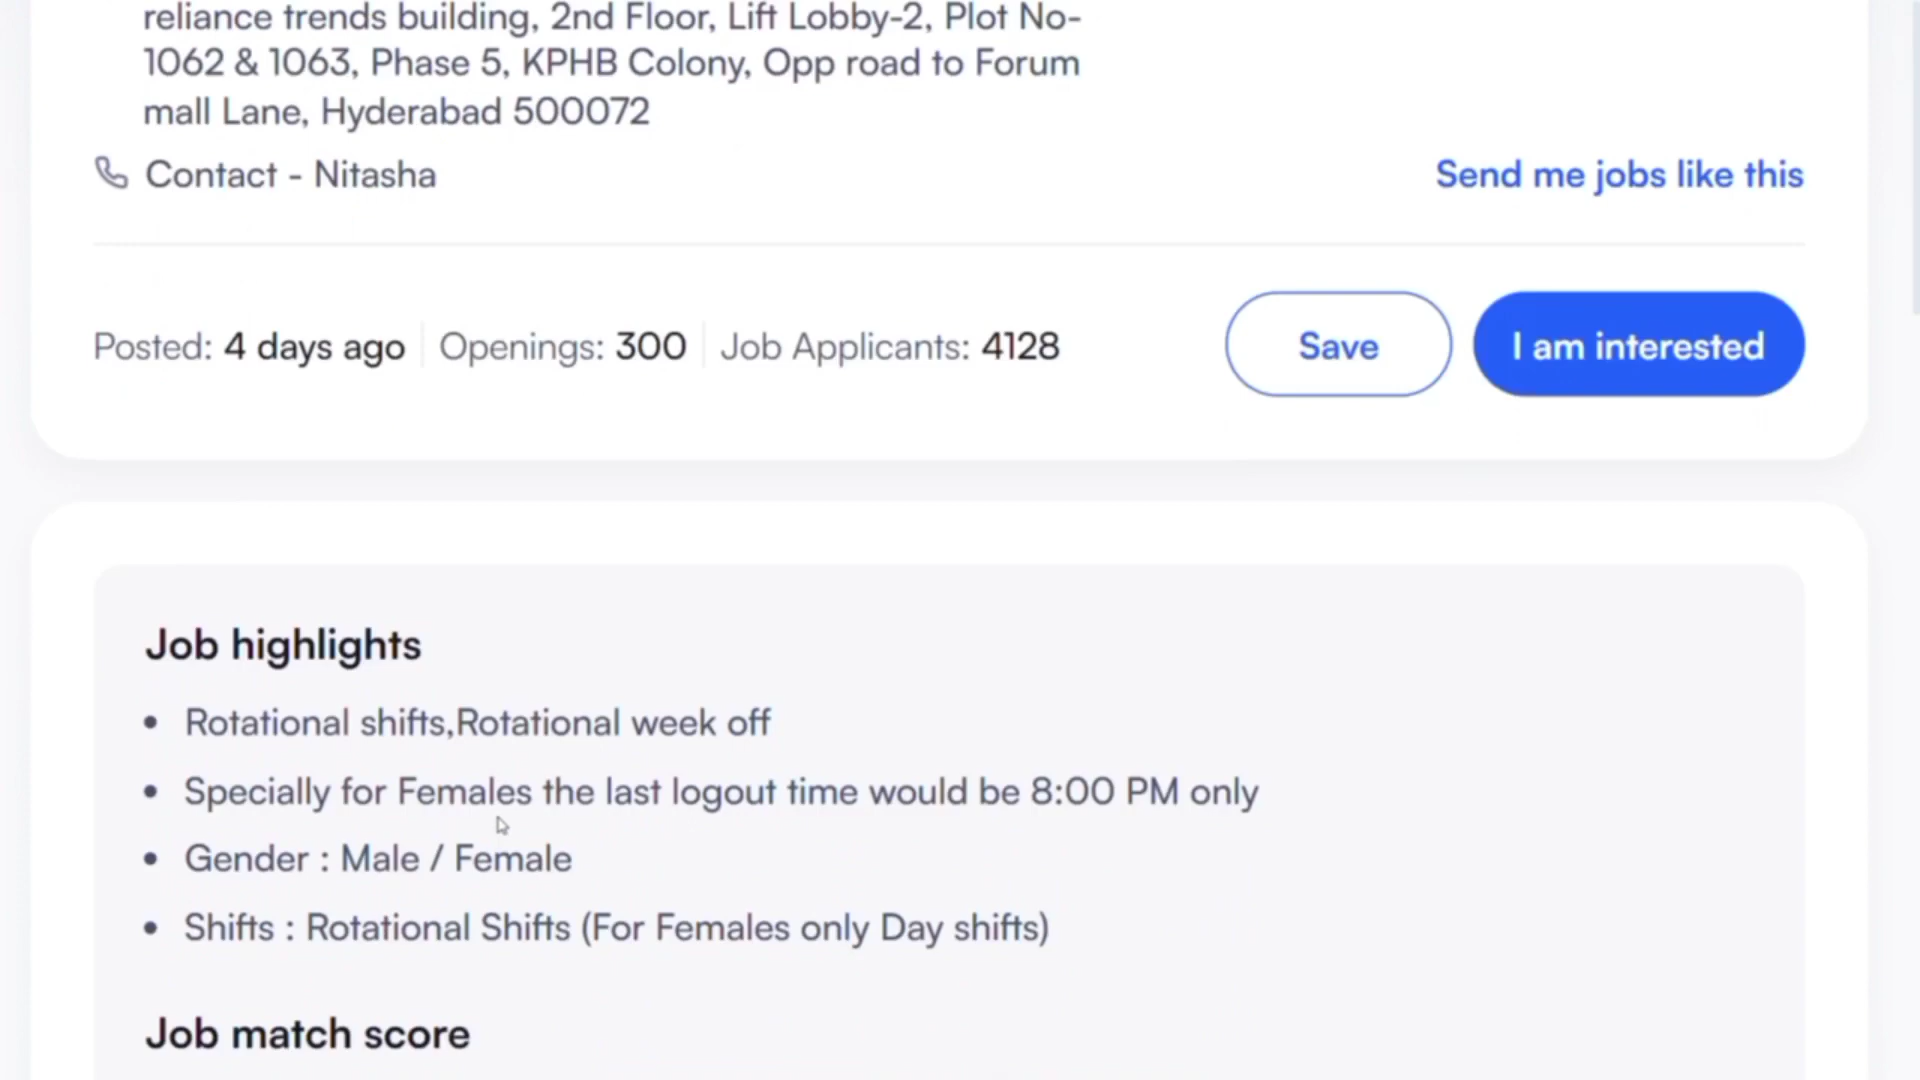 reliance trends building, 2nd Floor, Lift Lobby-2, Plot No-
1062 & 1063, Phase 5, KPHB Colony, Opp road to Forum
mall Lane, Hyderabad 500072
Contact - Nitasha
Send me jobs like this
Posted: 4 days ago Openings: 300 Job Applicants: 4128
Save
I am interested
Job highlights
• Rotational shifts,Rotational week off
• Specially for Females the last logout time would be 8:00 PM only
• Gender : Male / Female
• Shifts : Rotational Shifts (For Females only Day shifts)
Job match score